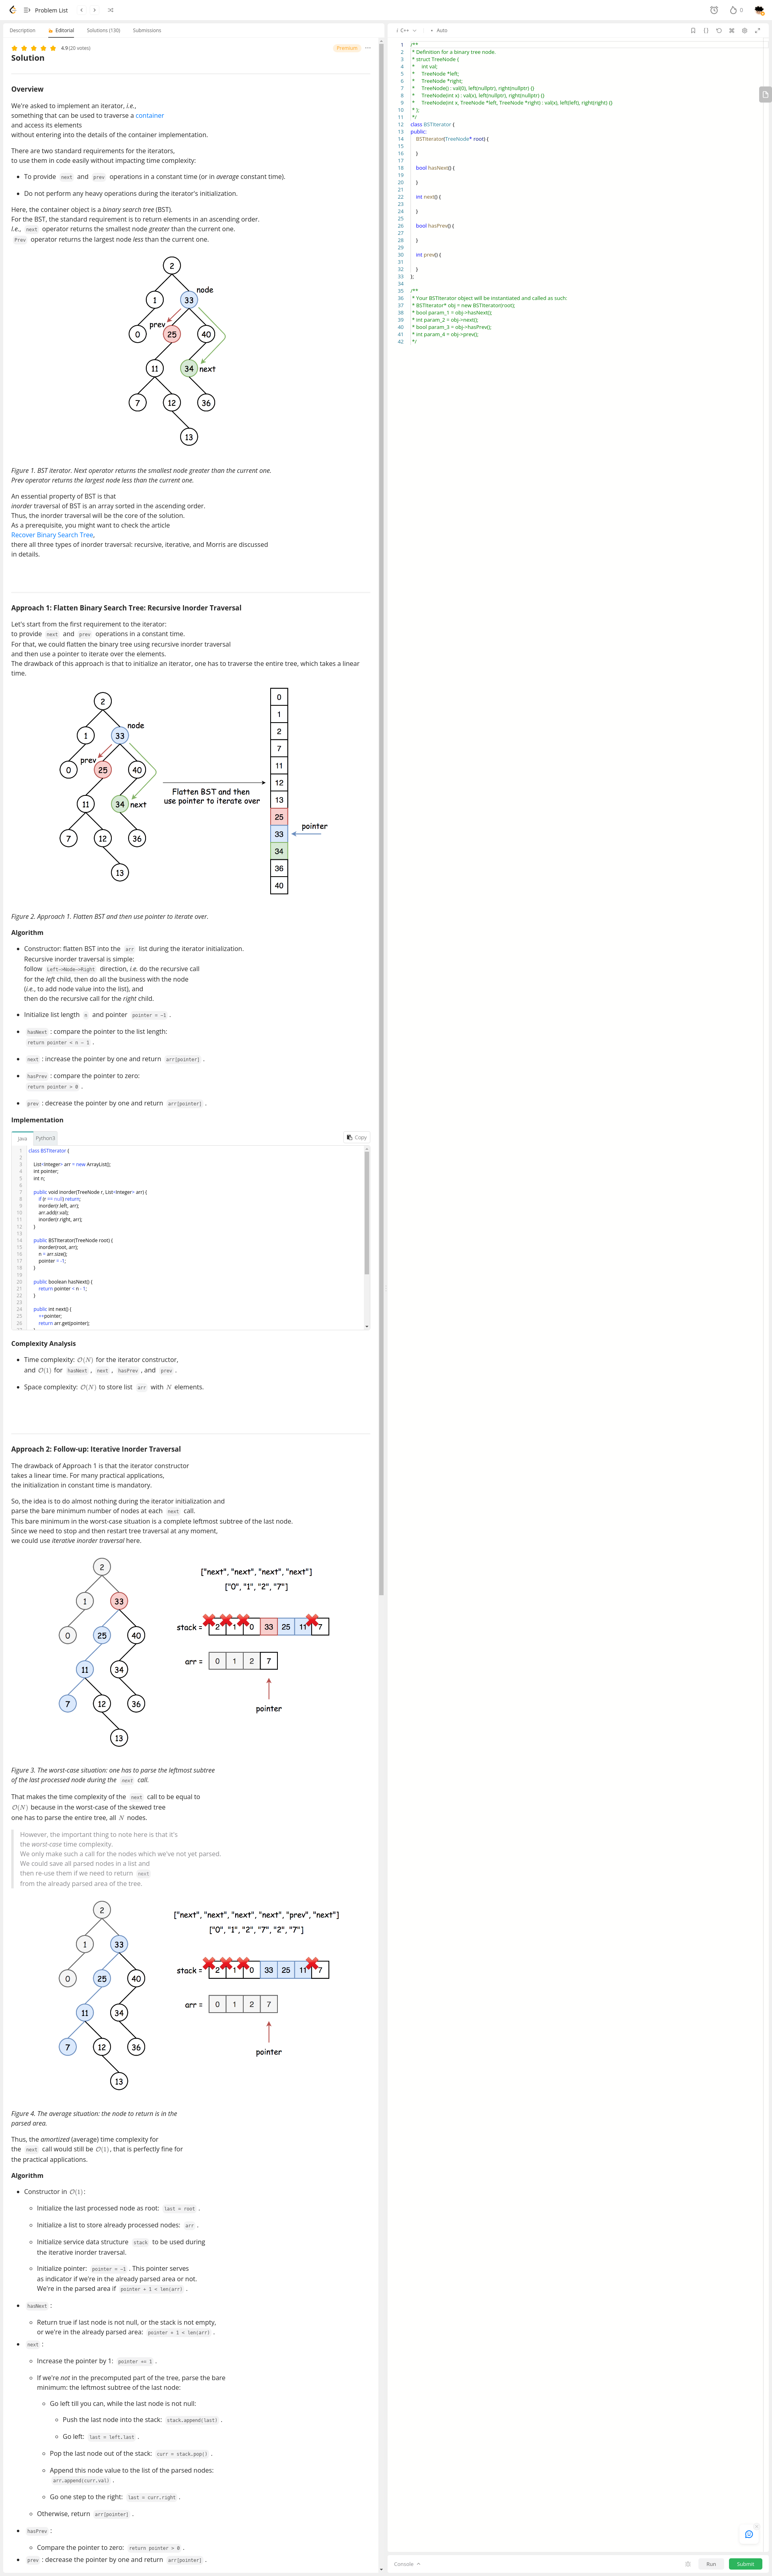 Problem List
0
Description
Editorial
Solutions (130)
Submissions
4.9 (20 votes)
Premium
Solution
Overview
We're asked to implement an iterator, i.e.,
something that can be used to traverse a container
and access its elements
without entering into the details of the container implementation.
There are two standard requirements for the iterators,
to use them in code easily without impacting time complexity:
To provide next and prev operations in a constant time (or in average constant time).
Do not perform any heavy operations during the iterator's initialization.
Here, the container object is a binary search tree (BST).
For the BST, the standard requirement is to return elements in an ascending order.
I.e., next operator returns the smallest node greater than the current one.
Prev operator returns the largest node less than the current one.
2
node
1
33
prev
0
25
40
11
34
next
7
12
36
13
Figure 1. BST iterator. Next operator returns the smallest node greater than the current one.
Prev operator returns the largest node less than the current one.
An essential property of BST is that
inorder traversal of BST is an array sorted in the ascending order.
Thus, the inorder traversal will be the core of the solution.
As a prerequisite, you might want to check the article
Recover Binary Search Tree,
there all three types of inorder traversal: recursive, iterative, and Morris are discussed
in details.
Approach 1: Flatten Binary Search Tree: Recursive Inorder Traversal
Let's start from the first requirement to the iterator:
to provide next and prev operations in a constant time.
For that, we could flatten the binary tree using recursive inorder traversal
and then use a pointer to iterate over the elements.
The drawback of this approach is that to initialize an iterator, one has to traverse the entire tree, which takes a linear
time.
2
node
1
33
prev
0
25
40
11
34
next
7
12
36
13
Flatten BST and then
use pointer to iterate over
0
1
2
7
11
12
13
25
33
34
36
40
pointer
Figure 2. Approach 1. Flatten BST and then use pointer to iterate over.
Algorithm
Constructor: flatten BST into the arr list during the iterator initialization.
Recursive inorder traversal is simple:
follow Left->Node->Right direction, i.e. do the recursive call
for the left child, then do all the business with the node
(i.e., to add node value into the list), and
then do the recursive call for the right child.
Initialize list length n and pointer pointer = -1 .
hasNext : compare the pointer to the list length:
return pointer < n - 1 .
next : increase the pointer by one and return arr[pointer] .
hasPrev : compare the pointer to zero:
return pointer > 0 .
prev : decrease the pointer by one and return arr[pointer] .
Implementation
Java
Python3
Copy
1 class BSTIterator {
2
3 List<Integer> arr = new ArrayList();
4 int pointer;
5 int n;
6
7 public void inorder(TreeNode r, List<Integer> arr) {
8 if (r == null) return;
9 inorder(r.left, arr);
10 arr.add(r.val);
11 inorder(r.right, arr);
12 }
13
14 public BSTIterator(TreeNode root) {
15 inorder(root, arr);
16 n = arr.size();
17 pointer = -1;
18 }
19
20 public boolean hasNext() {
21 return pointer < n - 1;
22 }
23
24 public int next() {
25 ++pointer;
26 return arr.get(pointer);
Complexity Analysis
Time complexity: O(N) for the iterator constructor,
and O(1) for hasNext , next , hasPrev , and prev .
Space complexity: O(N) to store list arr with N elements.
Approach 2: Follow-up: Iterative Inorder Traversal
The drawback of Approach 1 is that the iterator constructor
takes a linear time. For many practical applications,
the initialization in constant time is mandatory.
So, the idea is to do almost nothing during the iterator initialization and
parse the bare minimum number of nodes at each next call.
This bare minimum in the worst-case situation is a complete leftmost subtree of the last node.
Since we need to stop and then restart tree traversal at any moment,
we could use iterative inorder traversal here.
2
1
33
0
25
40
11
34
7
12
36
13
["next", "next", "next", "next"]
["0", "1", "2", "7"]
stack = 2 1 0 33 25 11 7
arr = 0 1 2 7
pointer
Figure 3. The worst-case situation: one has to parse the leftmost subtree
of the last processed node during the next call.
That makes the time complexity of the next call to be equal to
O(N) because in the worst-case of the skewed tree
one has to parse the entire tree, all N nodes.
However, the important thing to note here is that it's
the worst-case time complexity.
We only make such a call for the nodes which we've not yet parsed.
We could save all parsed nodes in a list and
then re-use them if we need to return next
from the already parsed area of the tree.
2
1
33
0
25
40
11
34
7
12
36
13
["next", "next", "next", "next", "prev", "next"]
["0", "1", "2", "7", "2", "7"]
stack = 2 1 0 33 25 11 7
arr = 0 1 2 7
pointer
Figure 4. The average situation: the node to return is in the
parsed area.
Thus, the amortized (average) time complexity for
the next call would still be O(1), that is perfectly fine for
the practical applications.
Algorithm
Constructor in O(1):
Initialize the last processed node as root: last = root .
Initialize a list to store already processed nodes: arr .
Initialize service data structure stack to be used during
the iterative inorder traversal.
Initialize pointer: pointer = -1 . This pointer serves
as indicator if we're in the already parsed area or not.
We're in the parsed area if pointer + 1 < len(arr) .
hasNext :
Return true if last node is not null, or the stack is not empty,
or we're in the already parsed area: pointer + 1 < len(arr) .
next :
Increase the pointer by 1: pointer += 1 .
If we're not in the precomputed part of the tree, parse the bare
minimum: the leftmost subtree of the last node:
Go left till you can, while the last node is not null:
Push the last node into the stack: stack.append(last) .
Go left: last = left.last .
Pop the last node out of the stack: curr = stack.pop() .
Append this node value to the list of the parsed nodes:
arr.append(curr.val) .
Go one step to the right: last = curr.right .
Otherwise, return arr[pointer] .
hasPrev :
Compare the pointer to zero: return pointer > 0 .
prev : decrease the pointer by one and return arr[pointer] .
i C++
Auto
1 /**
2 * Definition for a binary tree node.
3 * struct TreeNode {
4 * int val;
5 * TreeNode *left;
6 * TreeNode *right;
7 * TreeNode() : val(0), left(nullptr), right(nullptr) {}
8 * TreeNode(int x) : val(x), left(nullptr), right(nullptr) {}
9 * TreeNode(int x, TreeNode *left, TreeNode *right) : val(x), left(left), right(right) {}
10 * };
11 */
12 class BSTIterator {
13 public:
14 BSTIterator(TreeNode* root) {
15
16 }
17
18 bool hasNext() {
19
20 }
21
22 int next() {
23
24 }
25
26 bool hasPrev() {
27
28 }
29
30 int prev() {
31
32 }
33 };
34
35 /**
36 * Your BSTIterator object will be instantiated and called as such:
37 * BSTIterator* obj = new BSTIterator(root);
38 * bool param_1 = obj->hasNext();
39 * int param_2 = obj->next();
40 * bool param_3 = obj->hasPrev();
41 * int param_4 = obj->prev();
42 */
Console
Run
Submit